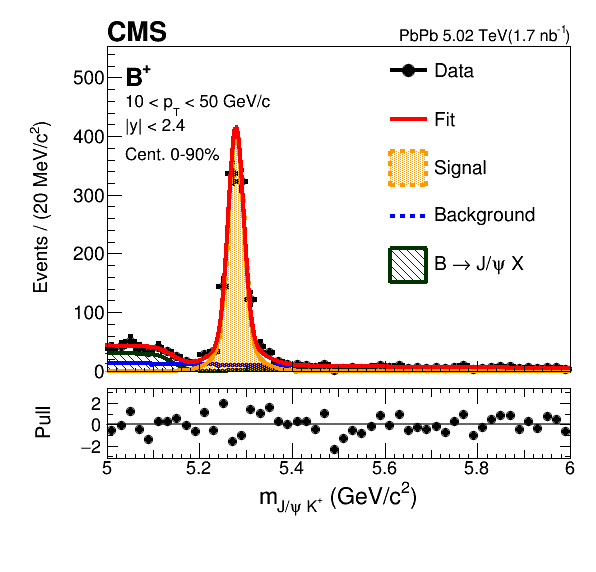 CMS PbPb 5.02 TeV(1.7 nb⁻¹)
B⁺
10 < p_T < 50 GeV/c
|y| < 2.4
Cent. 0-90%
Data
Fit
Signal
Background
B → J/ψ X
Events / (20 MeV/c²)
500
400
300
200
100
0
Pull
2
0
−2
5 5.2 5.4 5.6 5.8 6
m_{J/ψ K⁺} (GeV/c²)